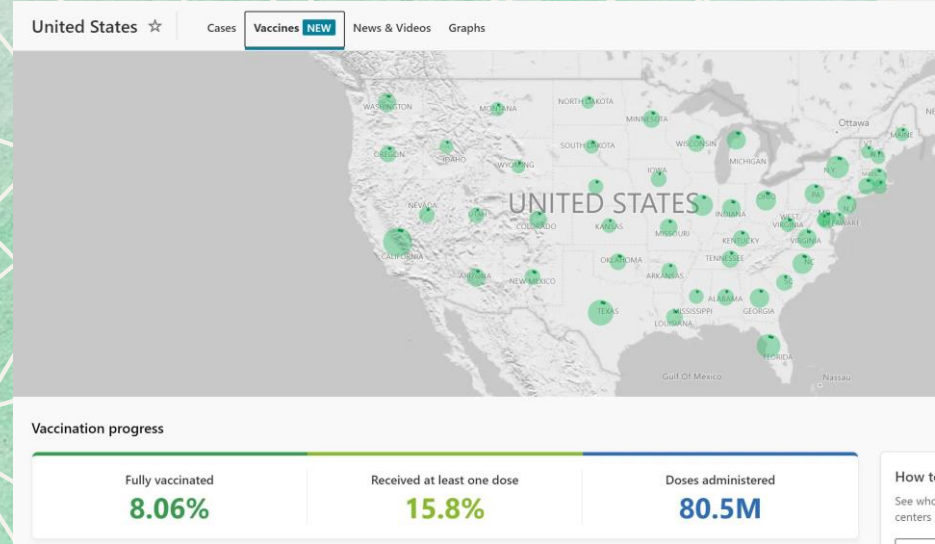 United States ☆ Cases Vaccines NEW News & Videos Graphs
WASHINGTON
MONTANA
NORTH DAKOTA
MINNESOTA
Ottawa
MAINE
OREGON
IDAHO
SOUTH DAKOTA
WISCONSIN
MICHIGAN
WYOMING
IOWA
NY
NEVADA
UTAH
UNITED STATES
OHIO
PA
COLORADO
KANSAS
MISSOURI
INDIANA
WEST
VIRGINIA
DELAWARE
KENTUCKY
VIRGINIA
CALIFORNIA
ARIZONA
NEW MEXICO
OKLAHOMA
TENNESSEE
NC
ARKANSAS
SC
TEXAS
MISSISSIPPI
ALABAMA
GEORGIA
LOUISIANA
FLORIDA
Gulf Of Mexico
Nassau
Vaccination progress
Fully vaccinated
8.06%
Received at least one dose
15.8%
Doses administered
80.5M
How t
See who
centers